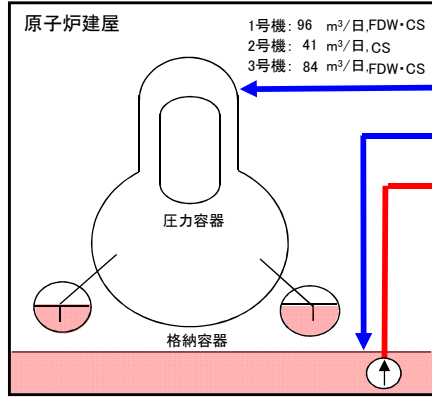 原子炉建屋
1号機: 96 m³/日,FDW・CS
2号機: 41 m³/日,CS
3号機: 84 m³/日,FDW・CS
圧力容器
格納容器